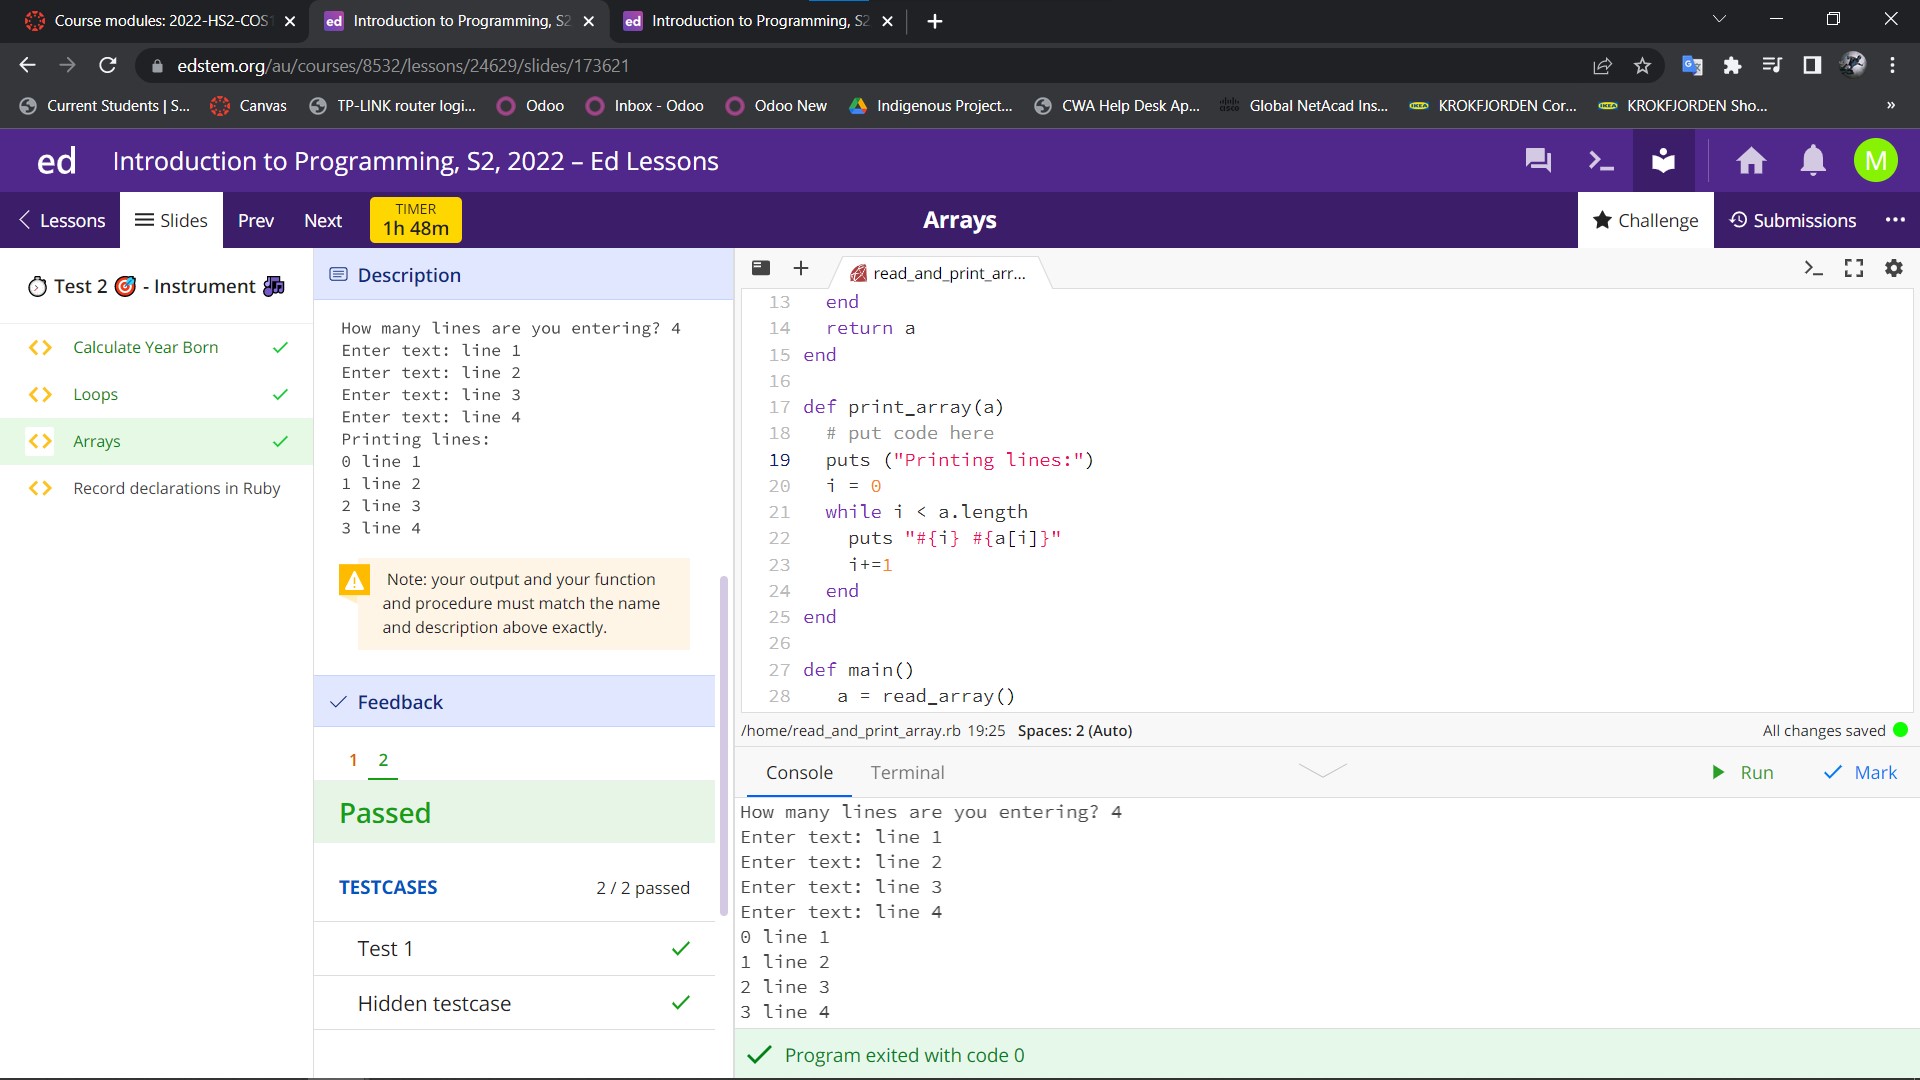 Course modules: 2022-HS2-COS1
Introduction to Programming, S2
Introduction to Programming, S2
edstem.org/au/courses/8532/lessons/24629/slides/173621
Current Students | S...
Canvas
TP-LINK router logi...
Odoo
Inbox - Odoo
Odoo New
Indigenous Project...
CWA Help Desk Ap...
Global NetAcad Ins...
KROKFJORDEN Cor...
KROKFJORDEN Sho...
»
ed Introduction to Programming, S2, 2022 – Ed Lessons
M
Lessons
Slides
Prev
Next
TIMER
1h 48m
Arrays
Challenge
Submissions
Test 2 - Instrument
Calculate Year Born
Loops
Arrays
Record declarations in Ruby
Description
How many lines are you entering? 4
Enter text: line 1
Enter text: line 2
Enter text: line 3
Enter text: line 4
Printing lines:
0 line 1
1 line 2
2 line 3
3 line 4
Note: your output and your function
and procedure must match the name
and description above exactly.
Feedback
1 2
Passed
TESTCASES 2 / 2 passed
Test 1
Hidden testcase
read_and_print_arr...
13 end
14 return a
15 end
16
17 def print_array(a)
18 # put code here
19 puts ("Printing lines:")
20 i = 0
21 while i < a.length
22 puts "#{i} #{a[i]}"
23 i+=1
24 end
25 end
26
27 def main()
28 a = read_array()
/home/read_and_print_array.rb 19:25 Spaces: 2 (Auto)
All changes saved
Console
Terminal
Run
Mark
How many lines are you entering? 4
Enter text: line 1
Enter text: line 2
Enter text: line 3
Enter text: line 4
0 line 1
1 line 2
2 line 3
3 line 4
Program exited with code 0